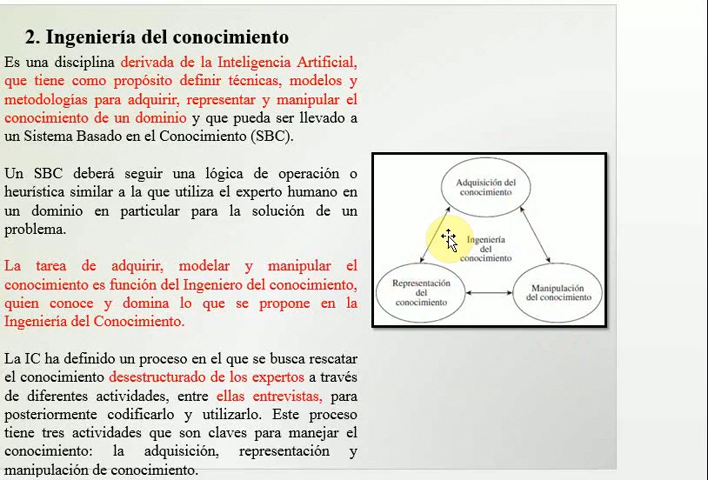 2. Ingeniería del conocimiento
Es una disciplina derivada de la Inteligencia Artificial,
que tiene como propósito definir técnicas, modelos y
metodologías para adquirir, representar y manipular el
conocimiento de un dominio y que pueda ser llevado a
un Sistema Basado en el Conocimiento (SBC).
Un SBC deberá seguir una lógica de operación o
heurística similar a la que utiliza el experto humano en
un dominio en particular para la solución de un
problema.
La tarea de adquirir, modelar y manipular el
conocimiento es función del Ingeniero del conocimiento,
quien conoce y domina lo que se propone en la
Ingeniería del Conocimiento.
La IC ha definido un proceso en el que se busca rescatar
el conocimiento desestructurado de los expertos a través
de diferentes actividades, entre ellas entrevistas, para
posteriormente codificarlo y utilizarlo. Este proceso
tiene tres actividades que son claves para manejar el
conocimiento: la adquisición, representación y
manipulación de conocimiento.
Adquisición del
conocimiento
Ingeniería
del
conocimiento
Representación
del
conocimiento
Manipulación
del conocimiento